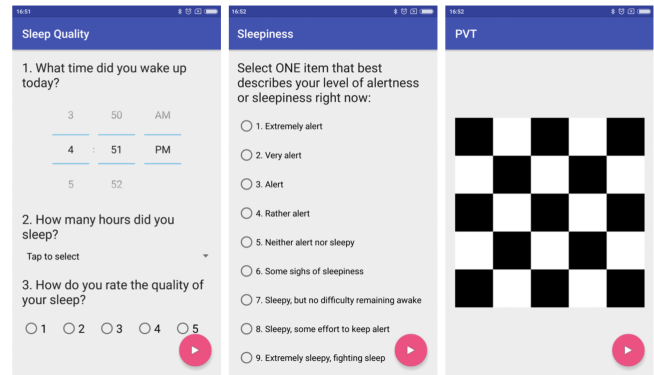 16:51
Sleep Quality
1. What time did you wake up
today?
3 50 AM
4 : 51 PM
5 52
2. How many hours did you
sleep?
Tap to select
3. How do you rate the quality of
your sleep?
1 2 3 4 5
16:52
Sleepiness
Select ONE item that best
describes your level of alertness
or sleepiness right now:
1. Extremely alert
2. Very alert
3. Alert
4. Rather alert
5. Neither alert nor sleepy
6. Some sighs of sleepiness
7. Sleepy, but no difficulty remaining awake
8. Sleepy, some effort to keep alert
9. Extremely sleepy, fighting sleep
16:52
PVT